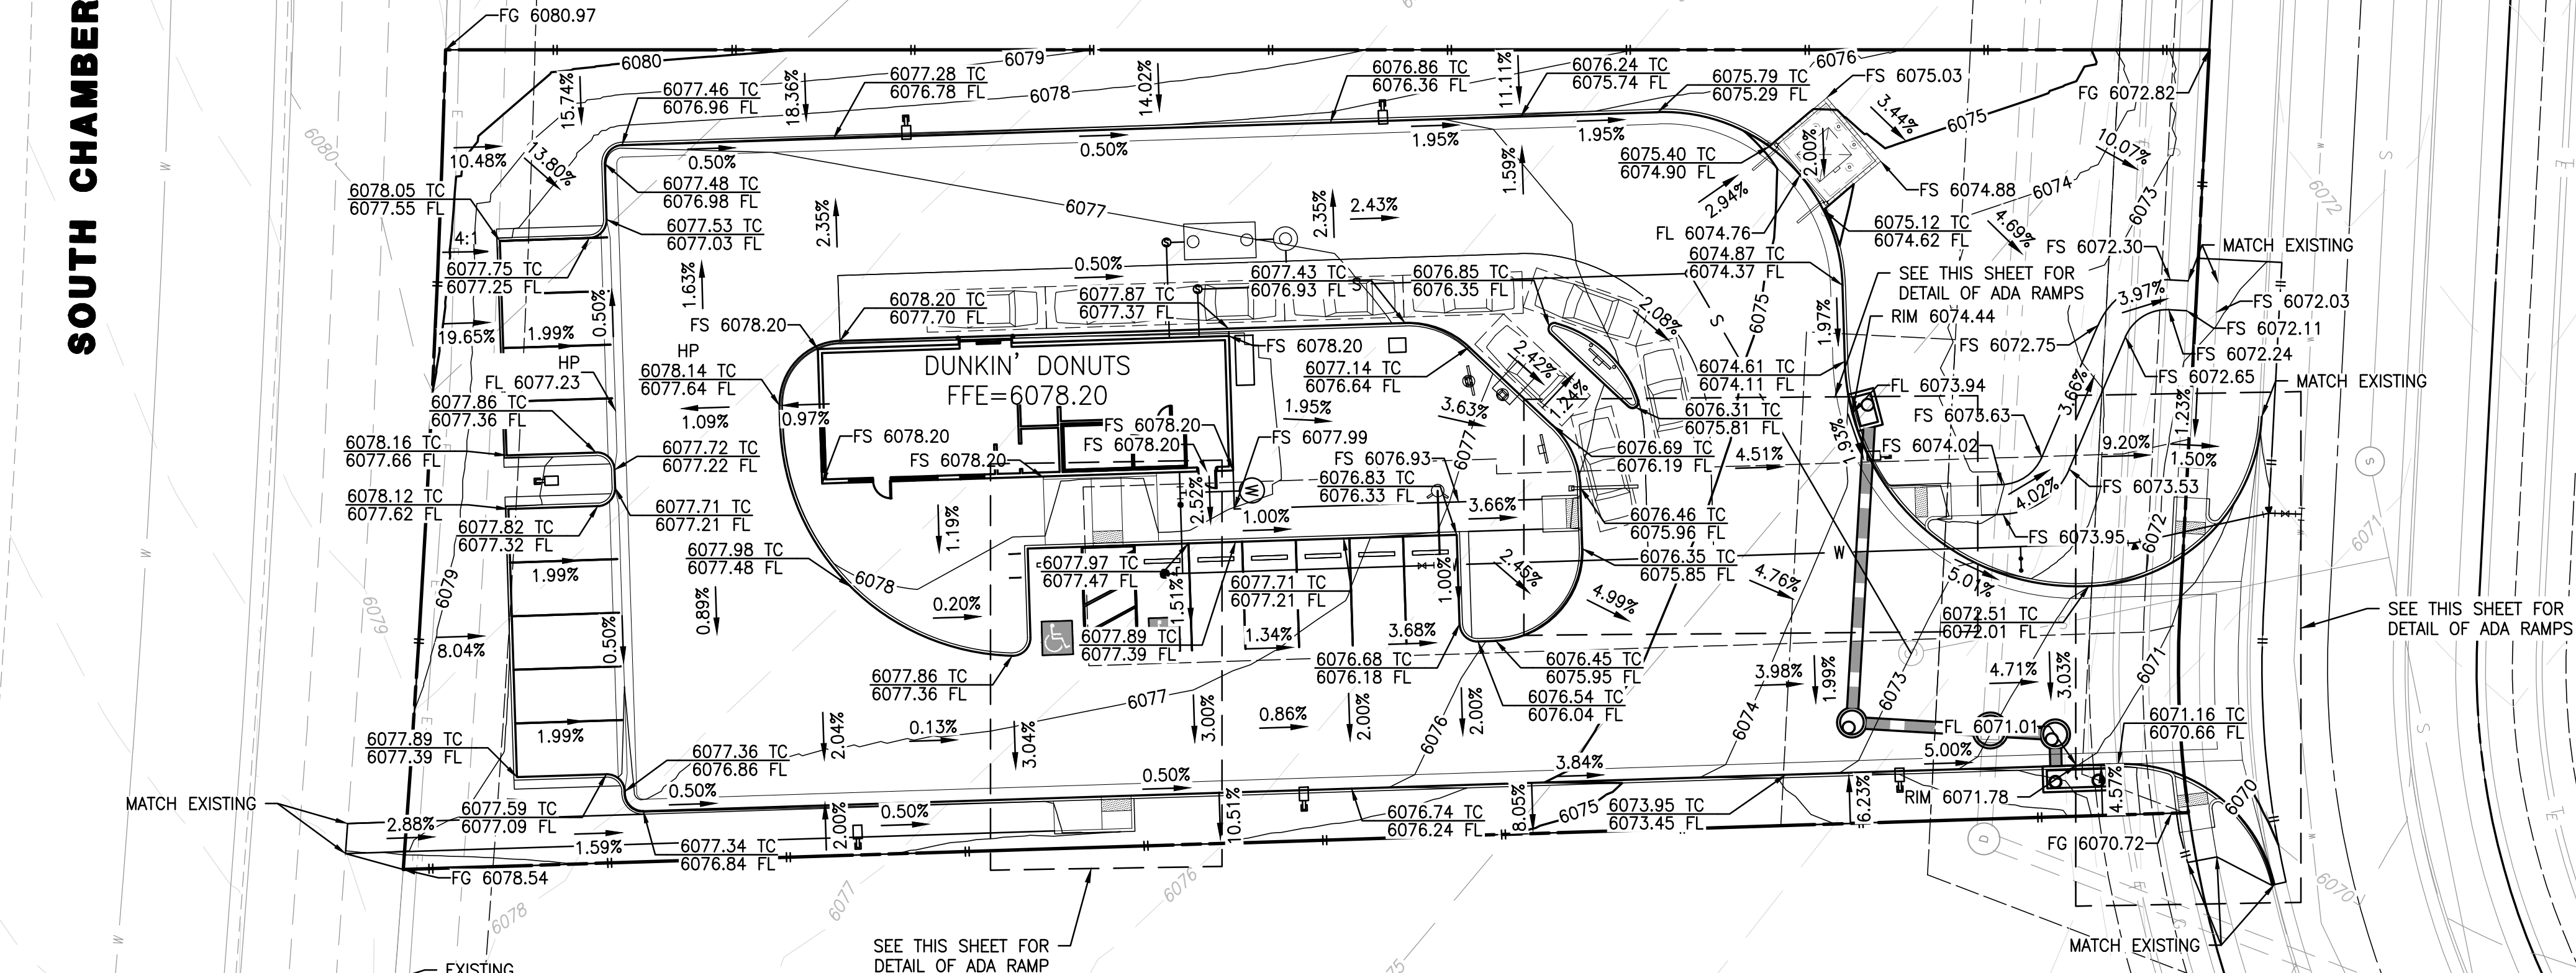 SOUTH CHAMBER
FG 6080.97
6080
6079
6078
6076
15.74%
18.36%
14.02%
11.11%
6077.46 TC
6076.96 FL
6077.28 TC
6076.78 FL
6076.86 TC
6076.36 FL
6076.24 TC
6075.74 FL
6075.79 TC
6075.29 FL
FS 6075.03
FG 6072.82
3.44%
6075
10.07%
10.48%
13.80%
0.50%
0.50%
1.95%
1.95%
6080
6078.05 TC
6077.55 FL
6077.48 TC
6076.98 FL
6077.53 TC
6077.03 FL
4:1
6077.75 TC
6077.25 FL
1.63%
0.50%
2.35%
6077
2.35%
2.43%
1.59%
6075.40 TC
6074.90 FL
2.94%
2.00%
FS 6074.88
6074
6073
6072
6075.12 TC
6074.62 FL
FL 6074.76
4.69%
FS 6072.30
MATCH EXISTING
6074.87 TC
6074.37 FL
SEE THIS SHEET FOR
DETAIL OF ADA RAMPS
RIM 6074.44
3.97%
FS 6072.03
FS 6072.11
FS 6072.75
FS 6072.24
FS 6072.65
MATCH EXISTING
0.50%
6077.43 TC
6076.93 FL
6076.85 TC
6076.35 FL
6077.87 TC
6077.37 FL
6078.20 TC
6077.70 FL
FS 6078.20
2.08%
S
S
6075
1.97%
19.65%
1.99%
HP
HP
FL 6077.23
6078.14 TC
6077.64 FL
DUNKIN' DONUTS
FFE=6078.20
FS 6078.20
6077.14 TC
6076.64 FL
2.42%
1.24%
6074.61 TC
6074.11 FL
FL 6073.94
3.66%
1.23%
FS 6073.63
6077.86 TC
6077.36 FL
1.09%
0.97%
1.95%
3.63%
6076.31 TC
6075.81 FL
1.93%
FS 6074.02
9.20%
1.50%
6078.16 TC
6077.66 FL
6077.72 TC
6077.22 FL
FS 6078.20
FS 6078.20
FS 6078.20
FS 6078.20
FS 6077.99
6077
6076.69 TC
6076.19 FL
4.51%
FS 6076.93
6076.83 TC
6076.33 FL
W
4.02%
FS 6073.53
S
6078.12 TC
6077.62 FL
6077.71 TC
6077.21 FL
6077.82 TC
6077.32 FL
2.52%
1.00%
3.66%
6076.46 TC
6075.96 FL
FS 6073.95
6072
6071
1.19%
6077.98 TC
6077.48 FL
6078
1.99%
6079
6079
6077.97 TC
6077.47 FL
1.51%
6077.71 TC
6077.21 FL
1.00%
2.45%
6076.35 TC
6075.85 FL
W
4.76%
5.01%
4.99%
0.89%
0.50%
0.20%
6077.89 TC
6077.39 FL
1.34%
3.68%
6072.51 TC
6072.01 FL
SEE THIS SHEET FOR
DETAIL OF ADA RAMPS
8.04%
6077.86 TC
6077.36 FL
6076.68 TC
6076.18 FL
6076.45 TC
6075.95 FL
3.98%
1.99%
6073
4.71%
3.03%
6071
6077
6076.54 TC
6076.04 FL
1.99%
2.04%
0.13%
3.04%
3.00%
0.86%
2.00%
6076
2.00%
6074
FL 6071.01
6071.16 TC
6070.66 FL
6077.89 TC
6077.39 FL
6077.36 TC
6076.86 FL
0.50%
0.50%
3.84%
5.00%
MATCH EXISTING
6077.59 TC
6077.09 FL
2.88%
1.59%
2.00%
0.50%
10.51%
6076.74 TC
6076.24 FL
8.05%
6075
6073.95 TC
6073.45 FL
6.23%
RIM 6071.78
4.57%
6070
6077.34 TC
6076.84 FL
FG 6078.54
FG 6070.72
D
6078
6077
6076
6070
SEE THIS SHEET FOR
DETAIL OF ADA RAMP
MATCH EXISTING
EXISTING